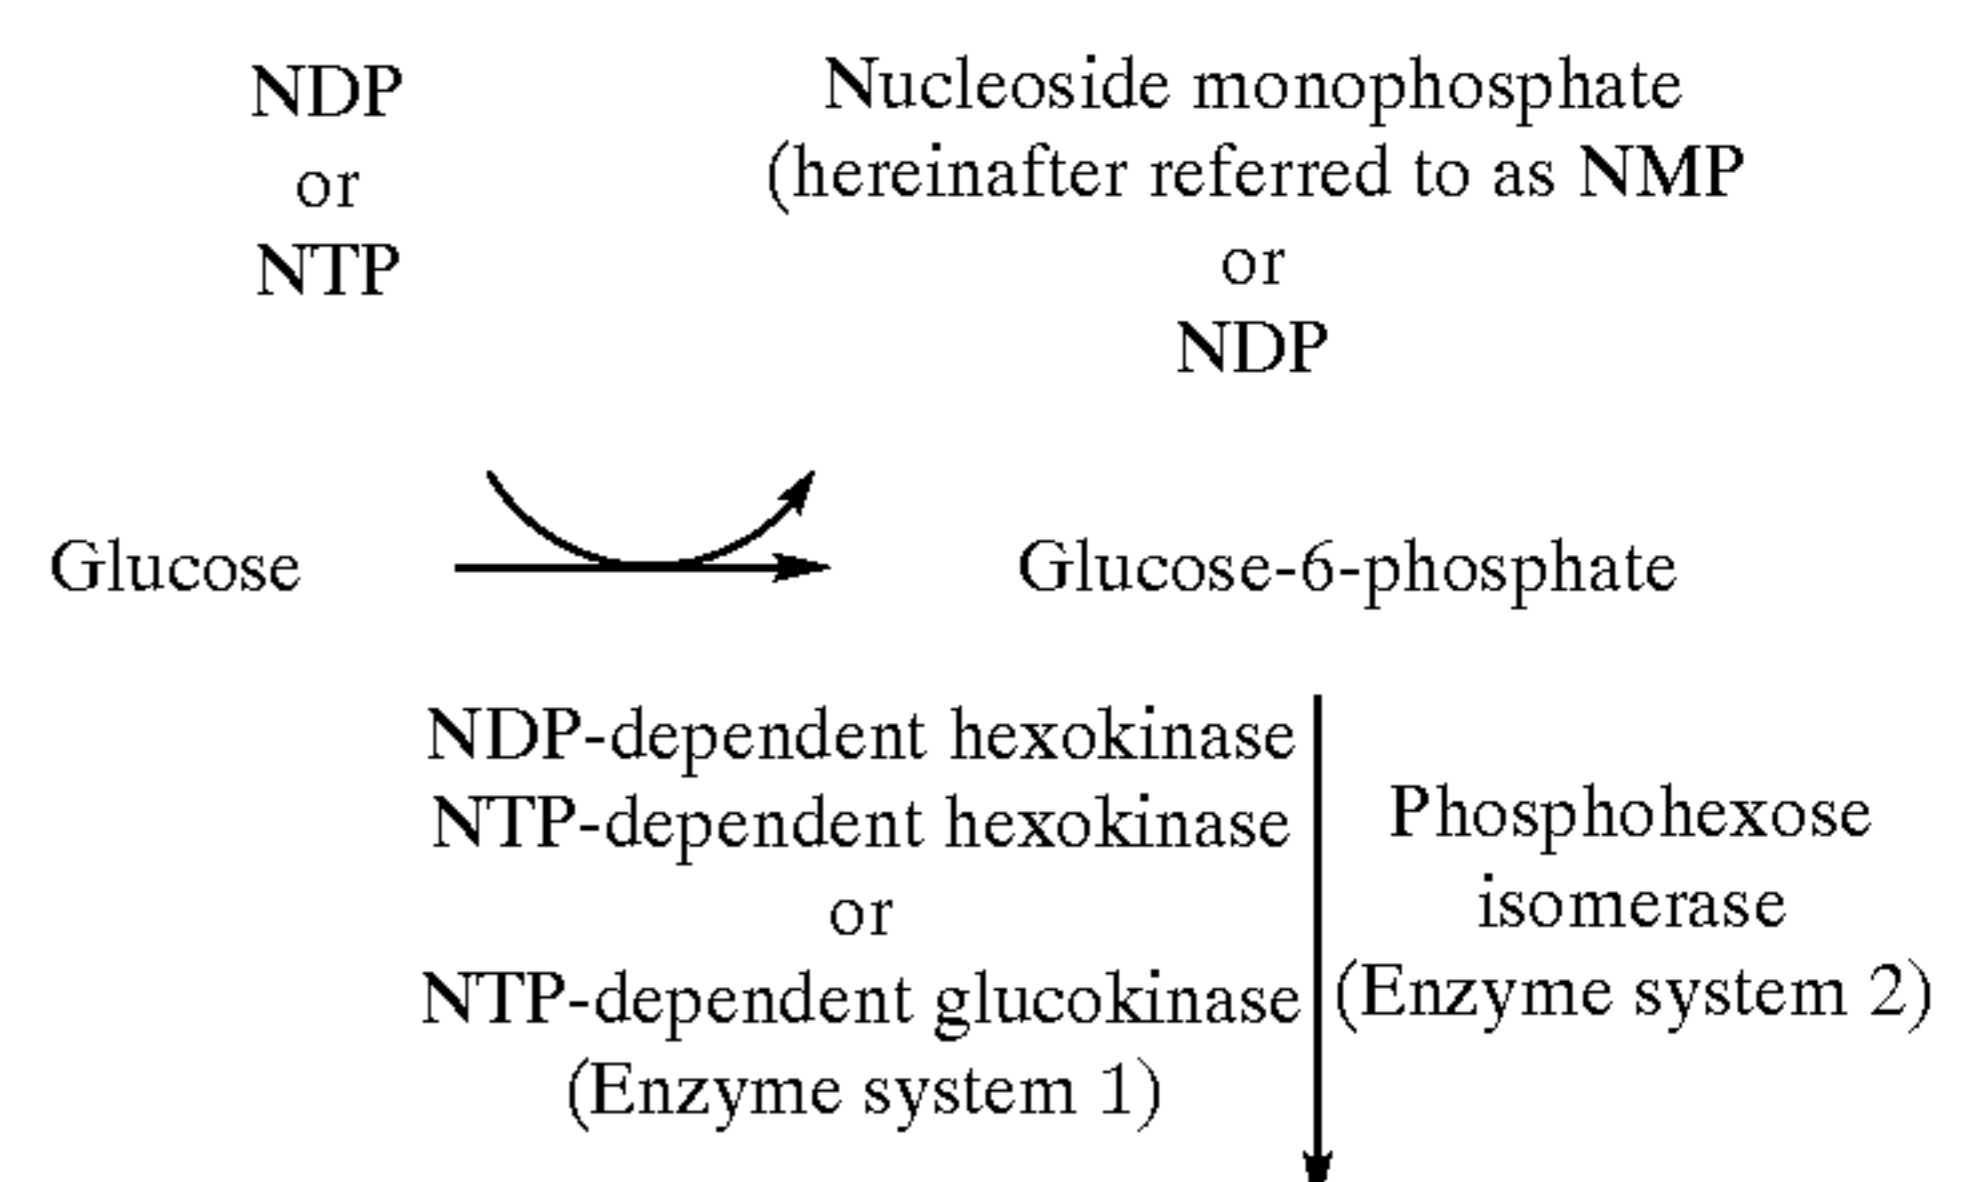 NDP
or
NTP
Nucleoside monophosphate
(hereinafter referred to as NMP
or
NDP
Glucose
Glucose-6-phosphate
NDP-dependent hexokinase
NTP-dependent hexokinase
or
NTP-dependent glucokinase
(Enzyme system 1)
Phosphohexose
isomerase
(Enzyme system 2)